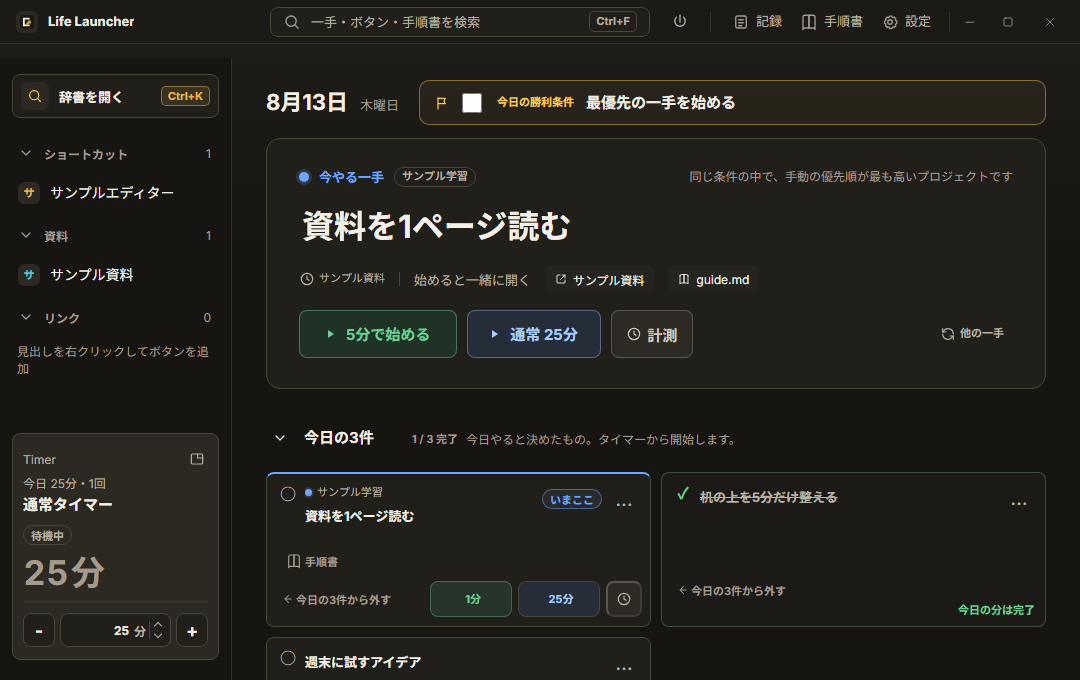 Life Launcher
一手・ボタン・手順書を検索
Ctrl+F
記録
手順書
設定
辞書を開く
Ctrl+K
ショートカット
1
サ
サンプルエディター
資料
1
サ
サンプル資料
リンク
0
見出しを右クリックしてボタンを追
加
Timer
今日 25分・1回
通常タイマー
待機中
25分
-
25 分
+
8月13日
木曜日
今日の勝利条件
最優先の一手を始める
今やる一手
サンプル学習
同じ条件の中で、手動の優先順が最も高いプロジェクトです
資料を1ページ読む
サンプル資料
始めると一緒に開く
サンプル資料
guide.md
5分で始める
通常 25分
計測
他の一手
今日の3件
1 / 3 完了
今日やると決めたもの。タイマーから開始します。
サンプル学習
いまここ
...
資料を1ページ読む
手順書
今日の3件から外す
1分
25分
机の上を5分だけ整える
...
今日の3件から外す
今日の分は完了
週末に試すアイデア
...